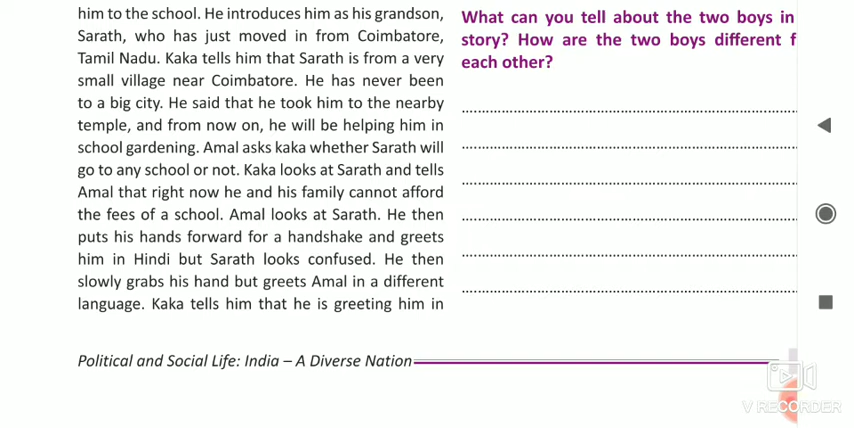 him to the school. He introduces him as his grandson,
Sarath, who has just moved in from Coimbatore,
Tamil Nadu. Kaka tells him that Sarath is from a very
small village near Coimbatore. He has never been
to a big city. He said that he took him to the nearby
temple, and from now on, he will be helping him in
school gardening. Amal asks kaka whether Sarath will
go to any school or not. Kaka looks at Sarath and tells
Amal that right now he and his family cannot afford
the fees of a school. Amal looks at Sarath. He then
puts his hands forward for a handshake and greets
him in Hindi but Sarath looks confused. He then
slowly grabs his hand but greets Amal in a different
language. Kaka tells him that he is greeting him in
What can you tell about the two boys in
story? How are the two boys different f
each other?
Political and Social Life: India – A Diverse Nation
V RECORDER